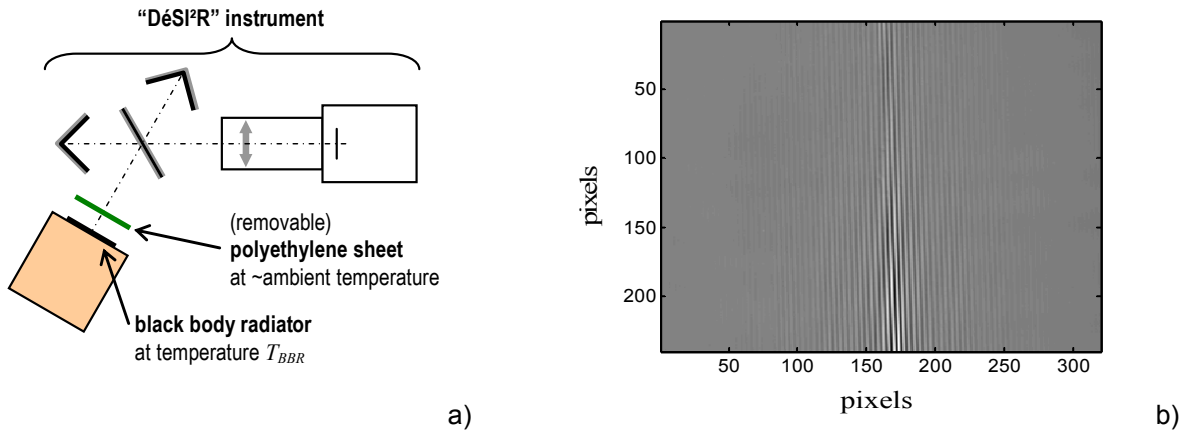 “DéSI²R” instrument
(removable)
polyethylene sheet
at ~ambient temperature
black body radiator
at temperature T_BBR
a)
50
100
150
200
pixels
50
100
150
200
250
300
pixels
b)